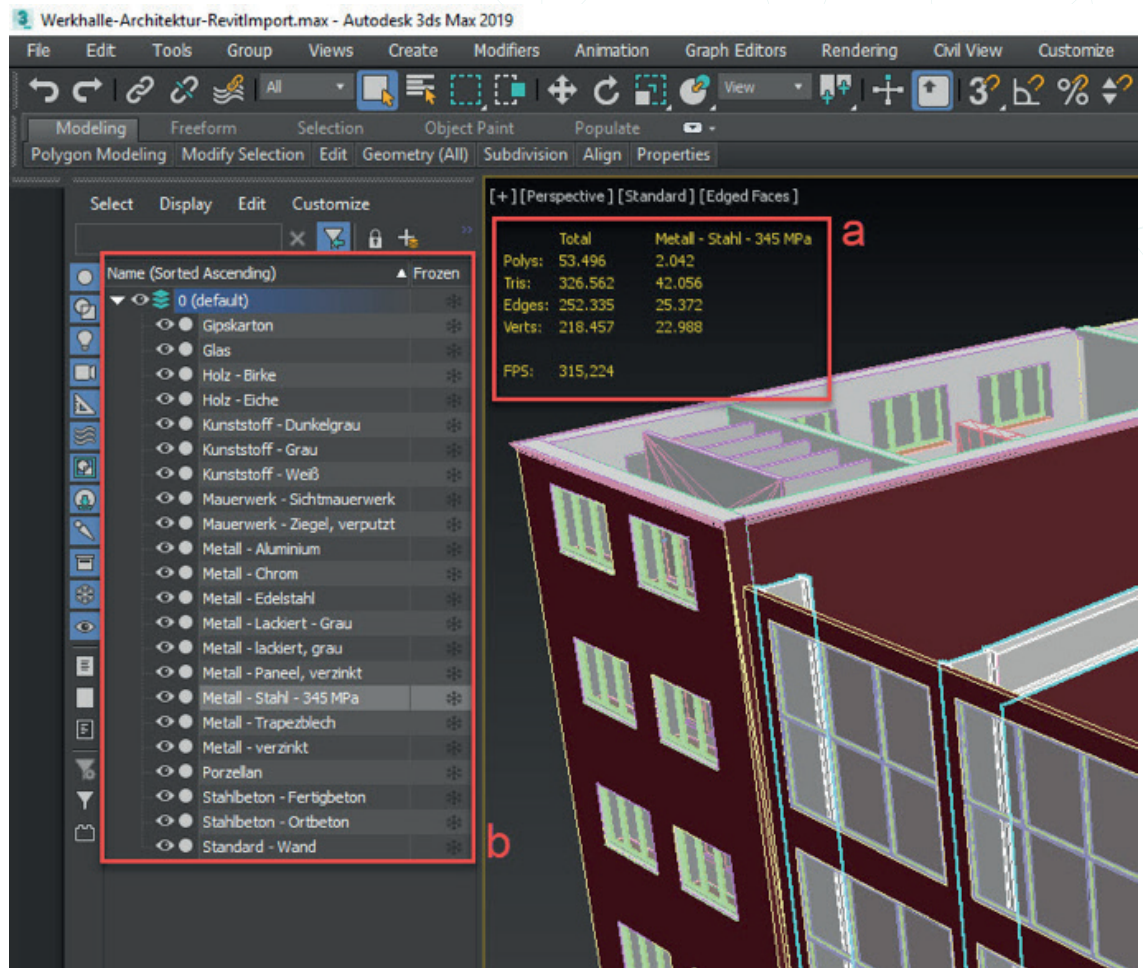 Werkhalle-Architektur-RevitImport.max - Autodesk 3ds Max 2019
File Edit Tools Group Views Create Modifiers Animation Graph Editors Rendering Civil View Customize
All View 3
Modeling Freeform Selection Object Paint Populate
Polygon Modeling Modify Selection Edit Geometry (All) Subdivision Align Properties
Select Display Edit Customize
Name (Sorted Ascending) Frozen
0 (default)
Gipskarton
Glas
Holz - Birke
Holz - Eiche
Kunststoff - Dunkelgrau
Kunststoff - Grau
Kunststoff - Weiß
Mauerwerk - Sichtmauerwerk
Mauerwerk - Ziegel, verputzt
Metall - Aluminium
Metall - Chrom
Metall - Edelstahl
Metall - Lackiert - Grau
Metall - lackiert, grau
Metall - Paneel, verzinkt
Metall - Stahl - 345 MPa
Metall - Trapezblech
Metall - verzinkt
Porzellan
Stahlbeton - Fertigbeton
Stahlbeton - Ortbeton
Standard - Wand
b
[+] [Perspective] [Standard] [Edged Faces]
Total Metall - Stahl - 345 MPa
Polys: 53.496 2.042
Tris: 326.562 42.056
Edges: 252.335 25.372
Verts: 218.457 22.988
FPS: 315,224
a